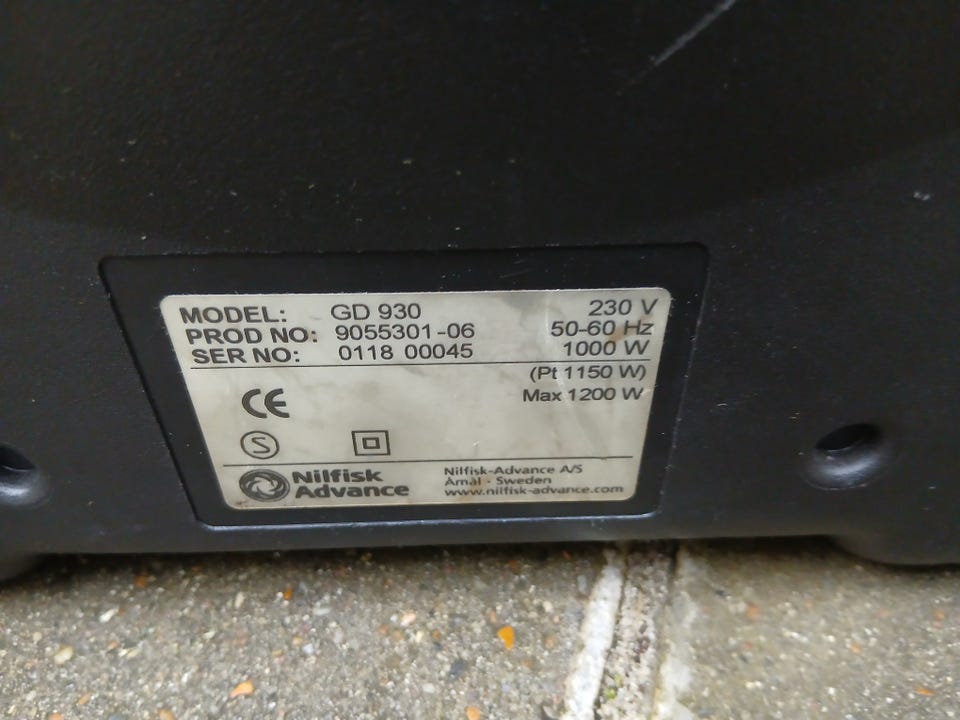 MODEL: GD 930 230 V
PROD NO: 9055301-06 50-60 Hz
SER NO: 0118 00045 1000 W
(Pt 1150 W)
Max 1200 W
CE
S
Nilfisk
Advance
Nilfisk-Advance A/S
Åmål - Sweden
www.nilfisk-advance.com